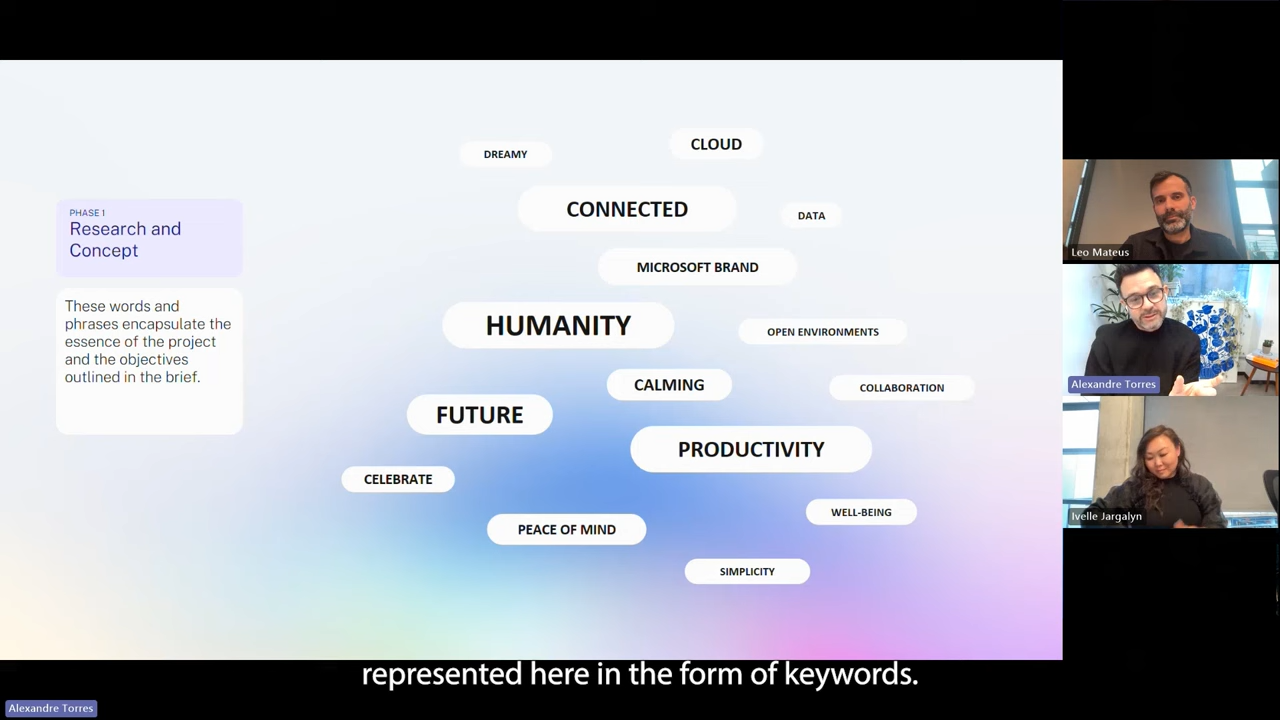 DREAMY
CLOUD
CONNECTED
DATA
PHASE 1
Research and
Concept
MICROSOFT BRAND
These words and
phrases encapsulate the
essence of the project
and the objectives
outlined in the brief.
HUMANITY
OPEN ENVIRONMENTS
CALMING
COLLABORATION
FUTURE
PRODUCTIVITY
CELEBRATE
WELL-BEING
PEACE OF MIND
SIMPLICITY
Leo Mateus
Alexandre Torres
Ivelle Jargalyn
represented here in the form of keywords.
Alexandre Torres